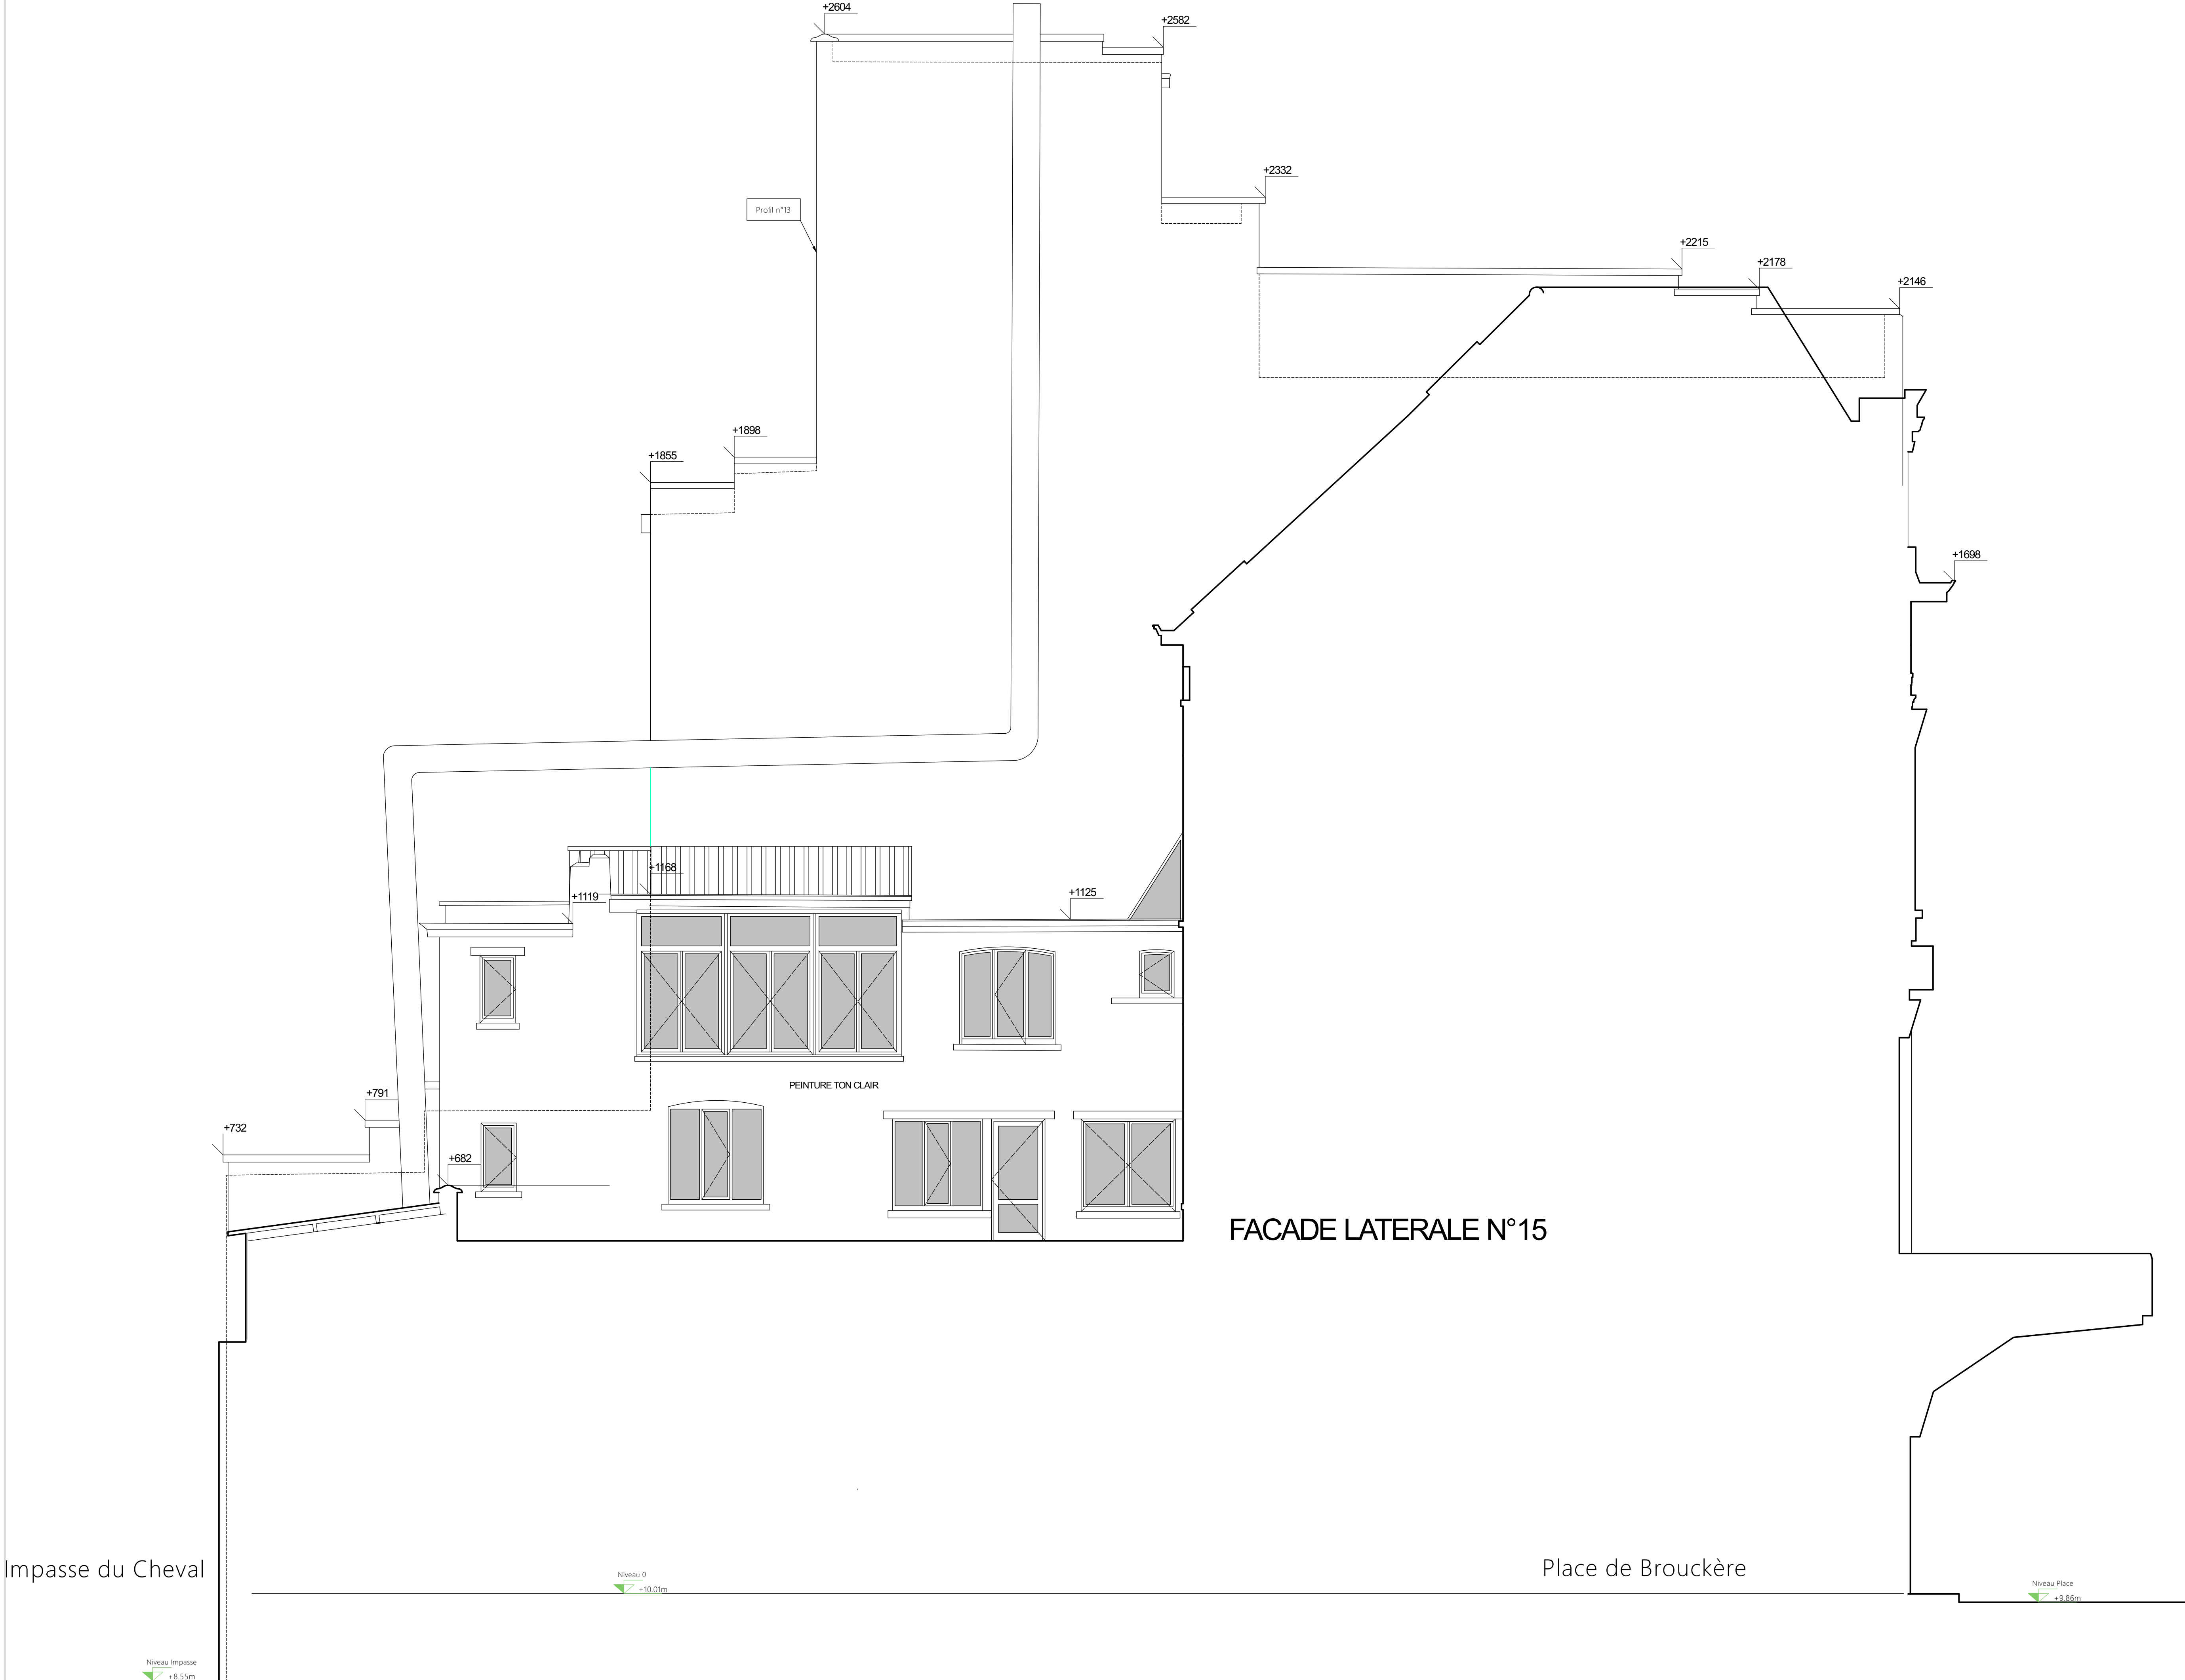 +2604
+2582
+2332
Profil n°13
+2215
+2178
+2146
+1898
+1855
+1698
+1168
+1119
+1125
PEINTURE TON CLAIR
+791
+732
+682
FACADE LATERALE N°15
Impasse du Cheval
Place de Brouckère
Niveau 0
+10.01m
Niveau Place
+9.86m
Niveau Impasse
+8.55m